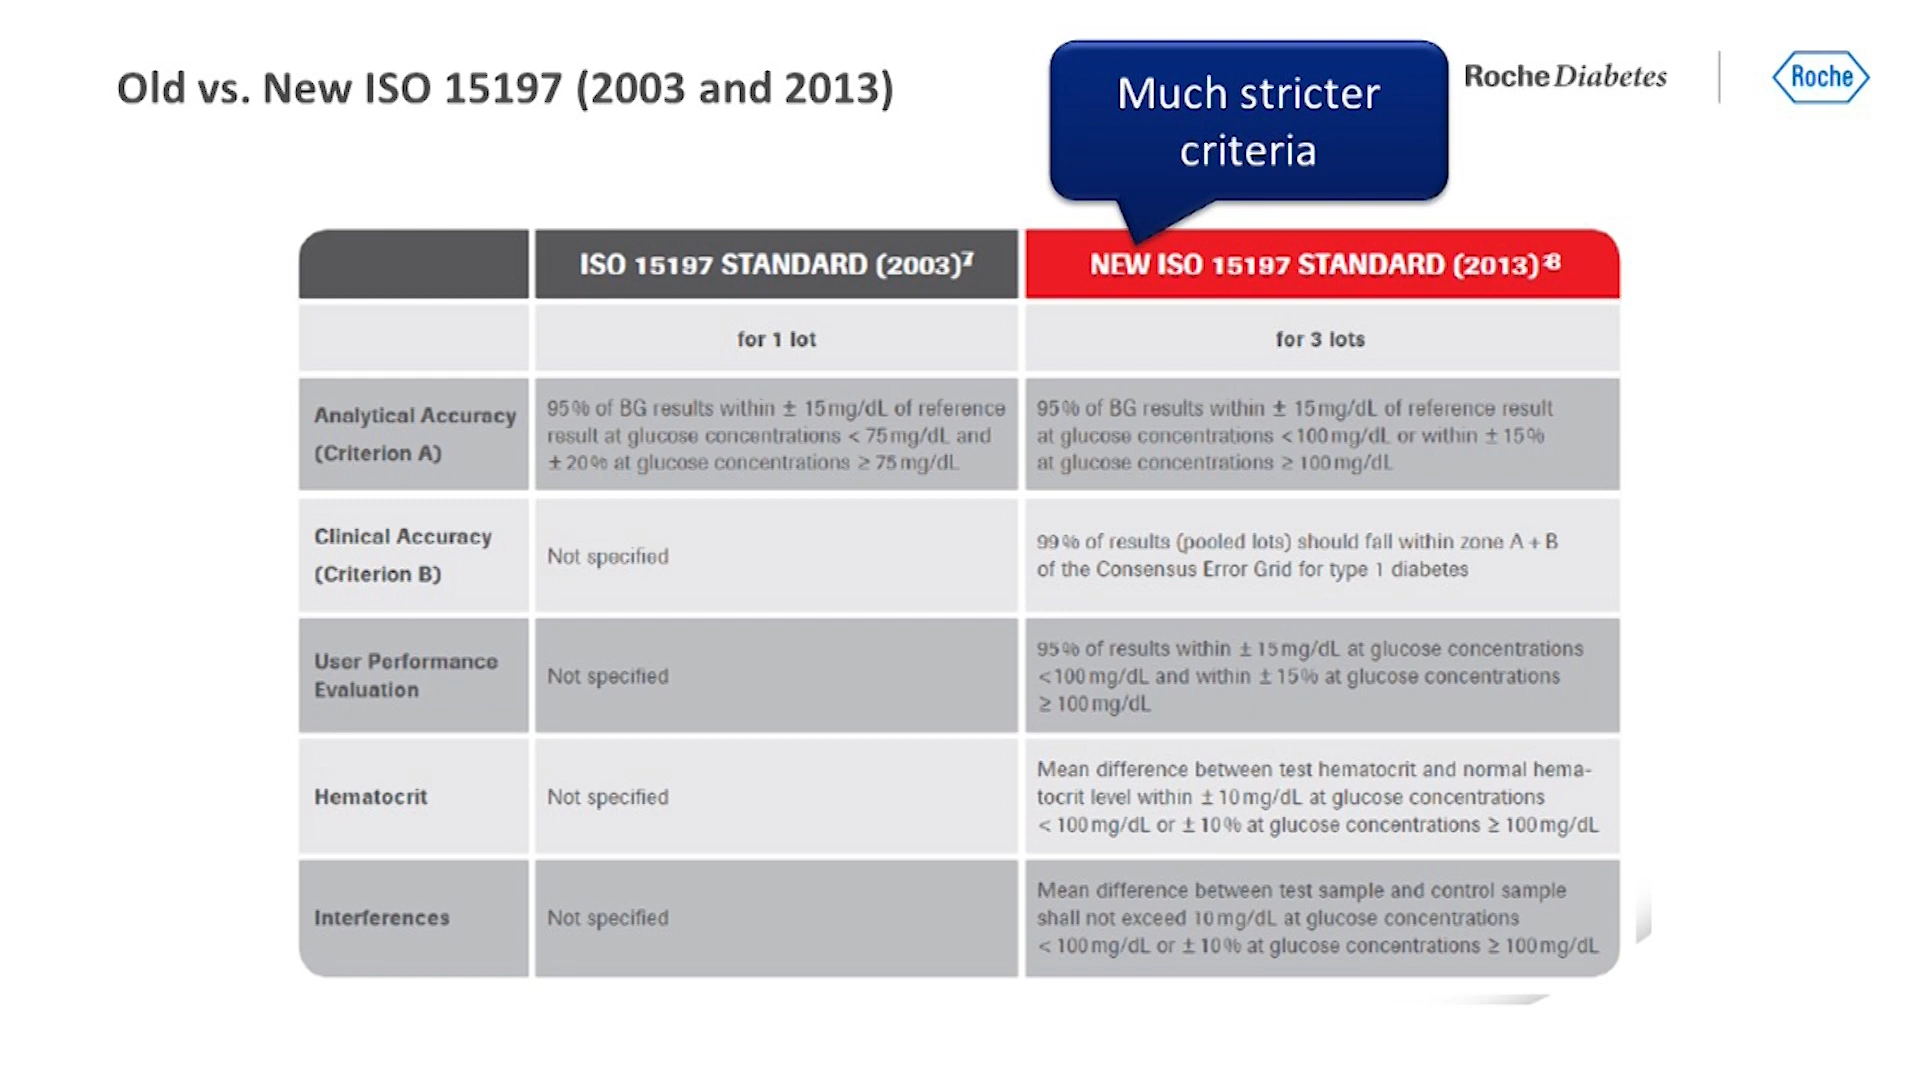 Old vs. New ISO 15197 (2003 and 2013)
Much stricter
criteria
Roche Diabetes
Roche
ISO 15197 STANDARD (2003)7
NEW ISO 15197 STANDARD (2013)8
for 1 lot
for 3 lots
Analytical Accuracy
(Criterion A)
95% of BG results within ± 15mg/dL of reference
result at glucose concentrations < 75mg/dL and
± 20% at glucose concentrations ≥ 75mg/dL
95% of BG results within ± 15mg/dL of reference result
at glucose concentrations <100mg/dL or within ± 15%
at glucose concentrations ≥ 100mg/dL
Clinical Accuracy
(Criterion B)
Not specified
99% of results (pooled lots) should fall within zone A + B
of the Consensus Error Grid for type 1 diabetes
User Performance
Evaluation
Not specified
95% of results within ± 15mg/dL at glucose concentrations
<100mg/dL and within ± 15% at glucose concentrations
≥ 100mg/dL
Hematocrit
Not specified
Mean difference between test hematocrit and normal hema-
tocrit level within ± 10mg/dL at glucose concentrations
< 100mg/dL or ± 10% at glucose concentrations ≥ 100mg/dL
Interferences
Not specified
Mean difference between test sample and control sample
shall not exceed 10mg/dL at glucose concentrations
< 100mg/dL or ± 10% at glucose concentrations ≥ 100mg/dL